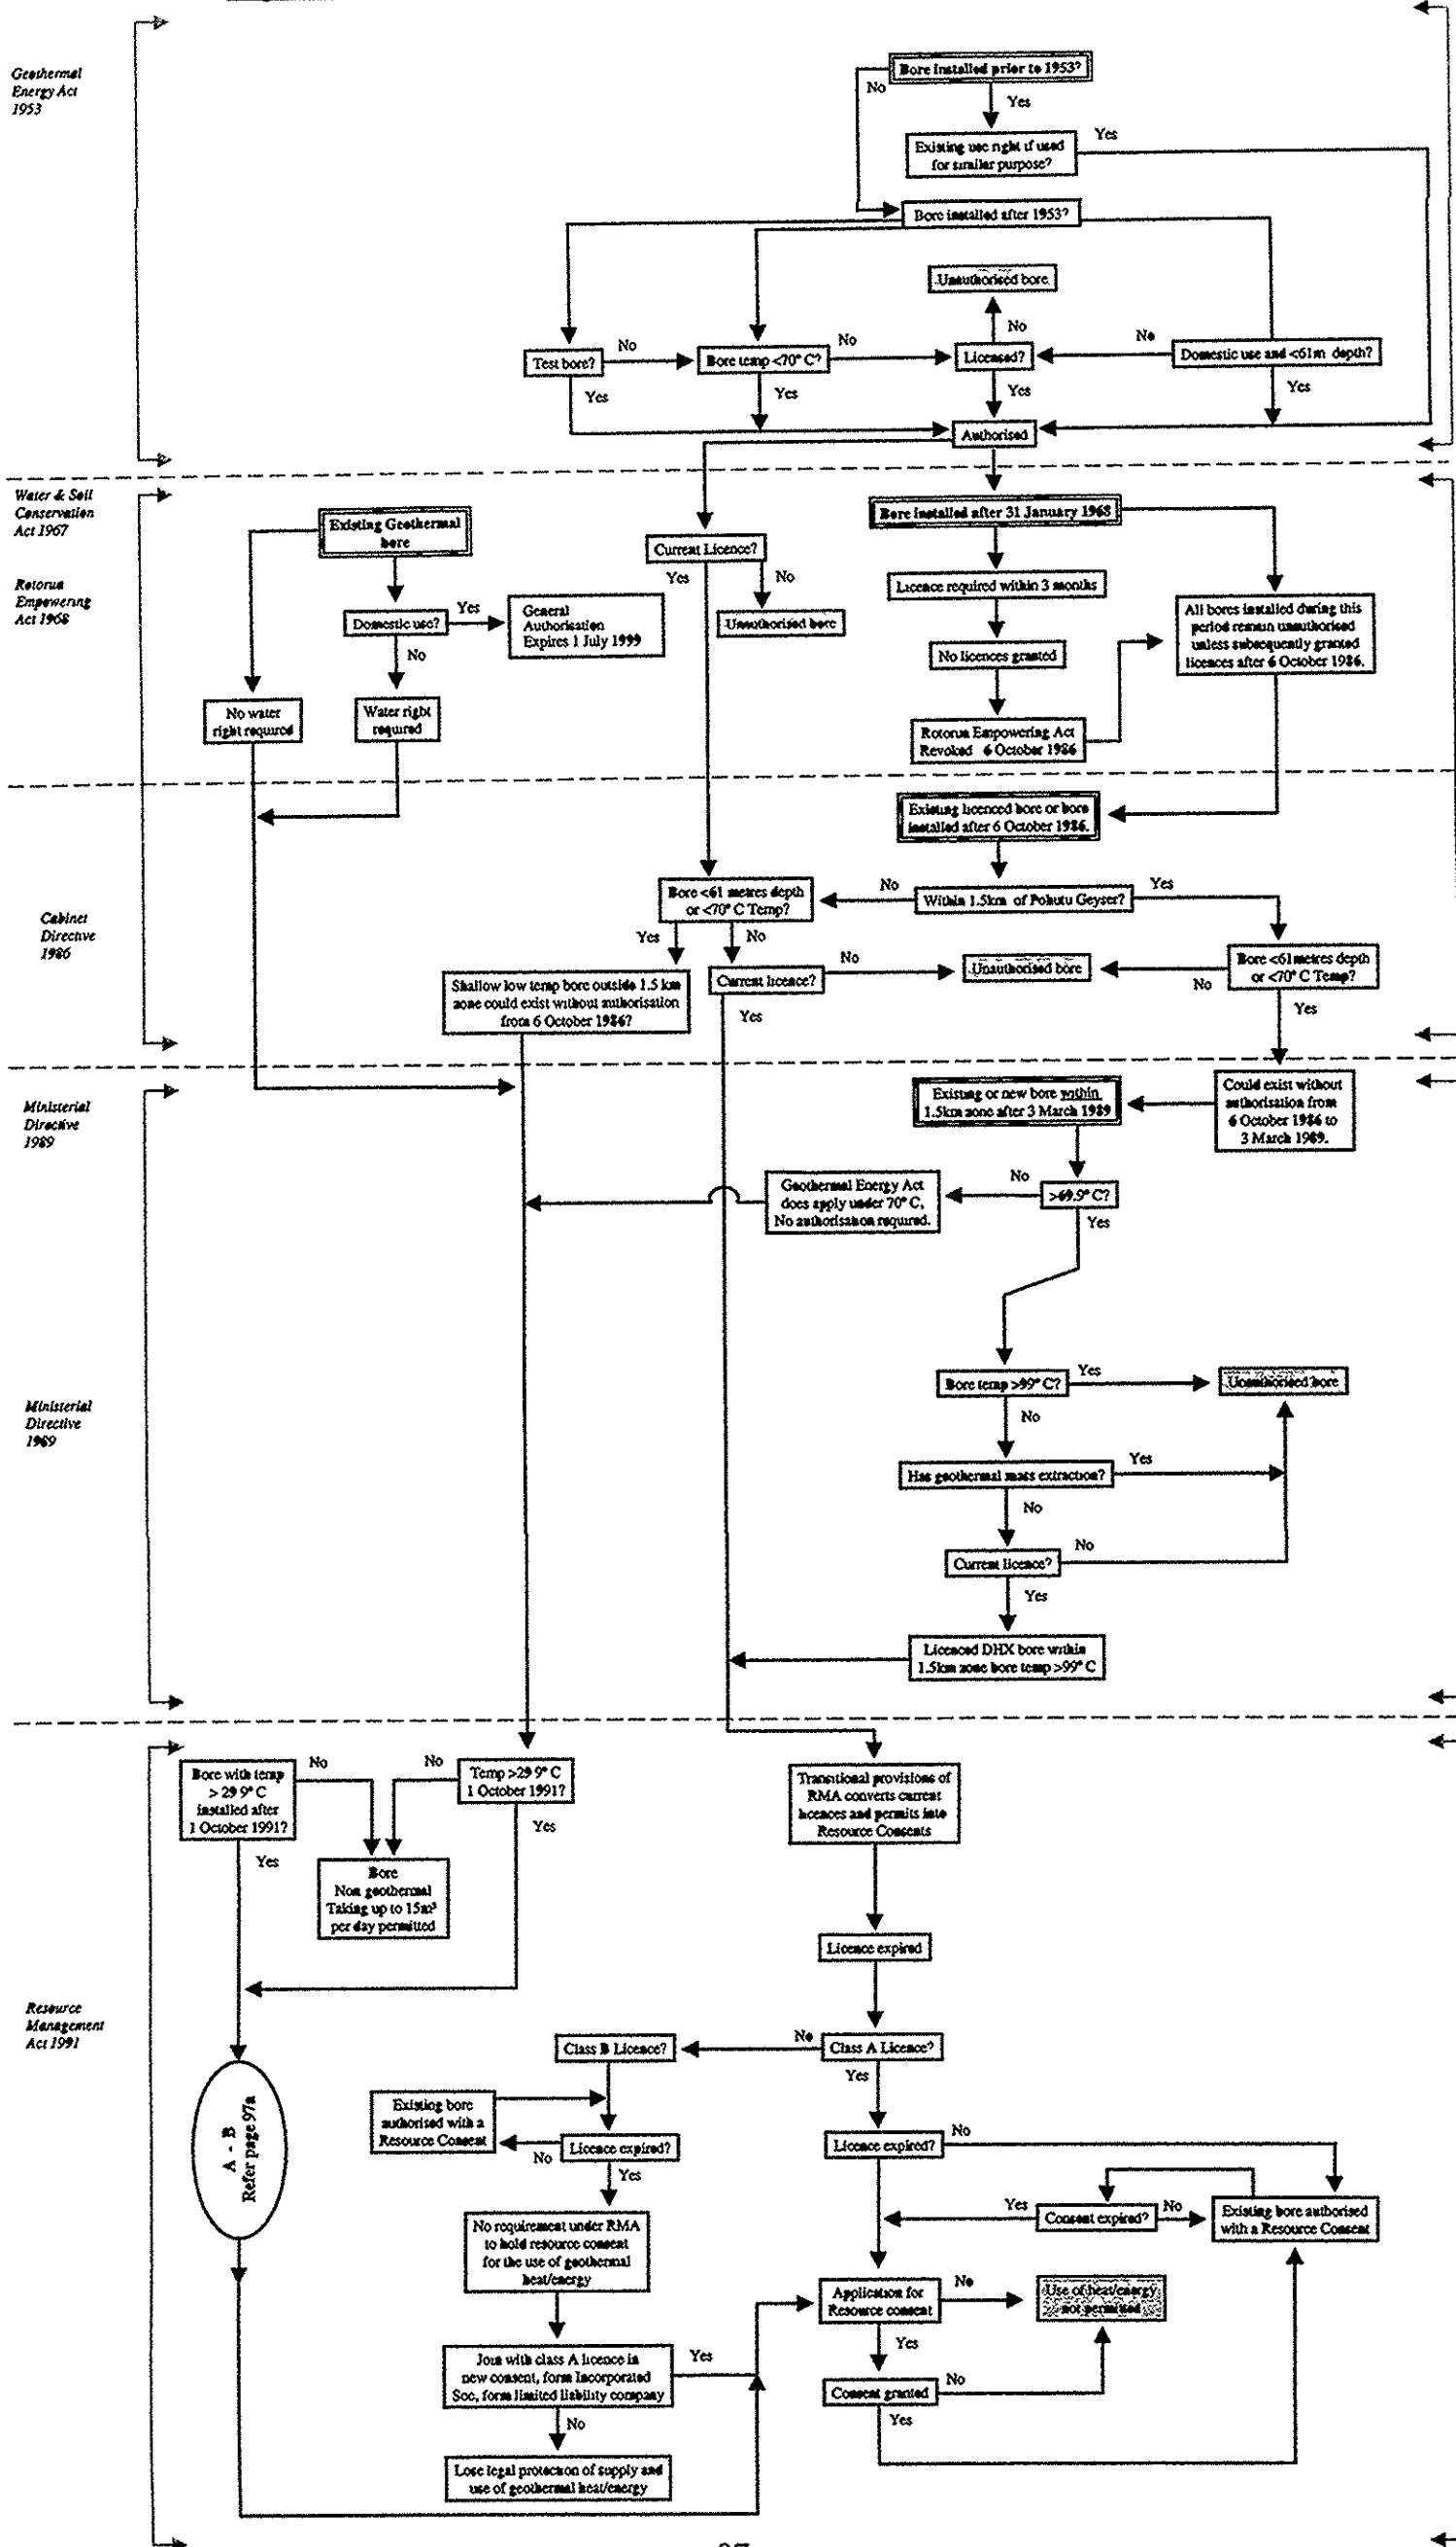 Geothermal
Energy Act
1953
Bore installed prior to 1953?
No
Yes
Existing use right if used
for similar purpose?
Yes
Bore installed after 1953?
Unauthorised bore
No
Test bore?
No
Bore temp <70° C?
No
Licensed?
No
Domestic use and <61m depth?
Yes
Yes
Yes
Yes
Authorised
Water & Soil
Conservation
Act 1967
Rotorua
Empowering
Act 1968
Existing Geothermal
bore
Domestic use?
Yes
General
Authorisation
Expires 1 July 1999
No
No water
right required
Water right
required
Current Licence?
Yes
No
Unauthorised bore
Bore installed after 31 January 1968
Licence required within 3 months
No licences granted
Rotorua Empowering Act
Revoked 6 October 1986
All bores installed during this
period remain unauthorised
unless subsequently granted
licences after 6 October 1986.
Cabinet
Directive
1986
Existing licenced bore or bore
installed after 6 October 1986.
Bore <61 metres depth
or <70° C Temp?
No
Within 1.5km of Pohutu Geyser?
Yes
Yes
No
Shallow low temp bore outside 1.5 km
zone could exist without authorisation
from 6 October 1986?
Current licence?
No
Yes
Unauthorised bore
No
Bore <61metres depth
or <70° C Temp?
Yes
Ministerial
Directive
1989
Existing or new bore within
1.5km zone after 3 March 1989
Could exist without
authorisation from
6 October 1986 to
3 March 1989.
Geothermal Energy Act
does apply under 70° C,
No authorisation required.
No
>69.9° C?
Yes
Ministerial
Directive
1989
Bore temp >99° C?
Yes
Unauthorised bore
No
Has geothermal mass extraction?
Yes
No
Current licence?
No
Yes
Licenced DHX bore within
1.5km zone bore temp >99° C
Resource
Management
Act 1991
Bore with temp
> 29 9° C
installed after
1 October 1991?
No
No
Temp >29 9° C
1 October 1991?
Yes
Yes
Bore
Non geothermal
Taking up to 15m³
per day permitted
Transitional provisions of
RMA converts current
licences and permits into
Resource Consents
Licence expired
Class B Licence?
No
Class A Licence?
Yes
A - B
Refer page 97a
Existing bore
authorised with a
Resource Consent
No
Licence expired?
Yes
Licence expired?
No
Yes
Consent expired?
No
Existing bore authorised
with a Resource Consent
No requirement under RMA
to hold resource consent
for the use of geothermal
heat/energy
Application for
Resource consent
No
Use of heat/energy
not permitted
Yes
Join with class A licence in
new consent, form Incorporated
Soc, form limited liability company
Yes
Consent granted
No
Yes
No
Lose legal protection of supply and
use of geothermal heat/energy